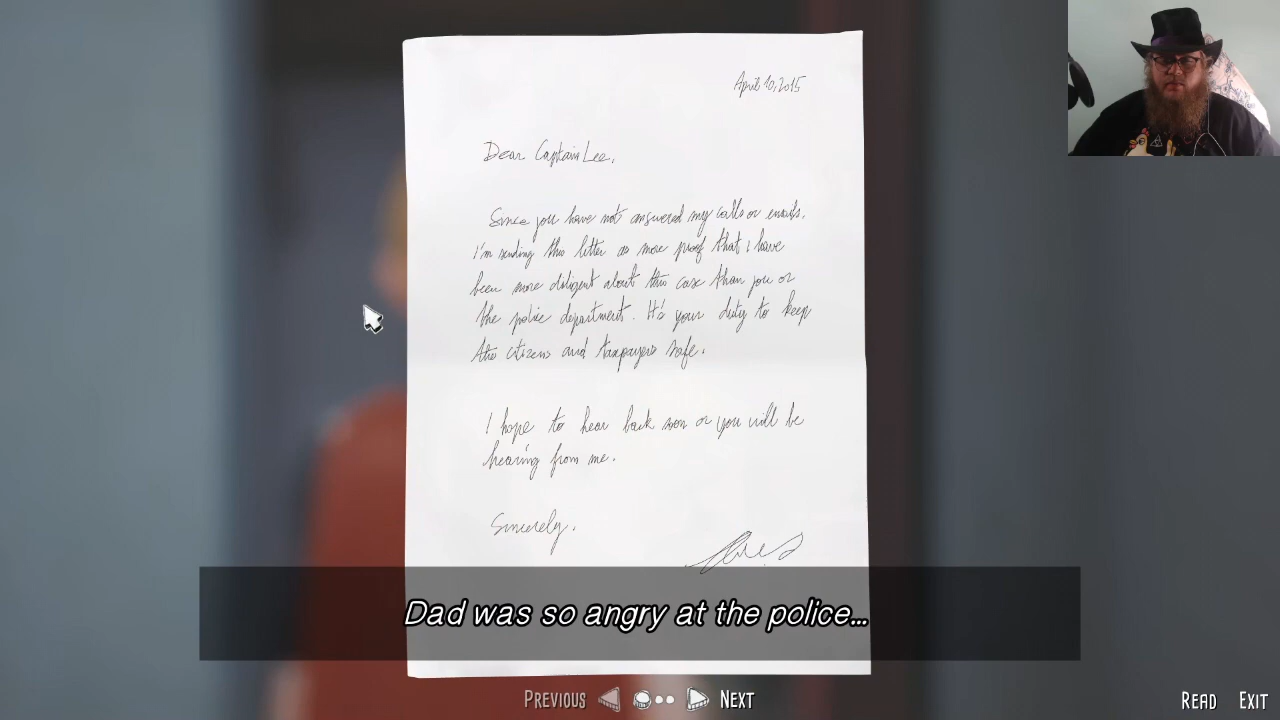 April 10, 2015
Dear Captain Lee,
Since you have not answered my calls or emails,
I'm sending this letter as more proof that i have
been more diligent about this case than you or
the police department. It's your duty to keep
the citizens and taxpayers safe.
I hope to hear back soon or you will be
hearing from me.
Sincerely,
Dad was so angry at the police...
PREVIOUS NEXT
READ EXIT